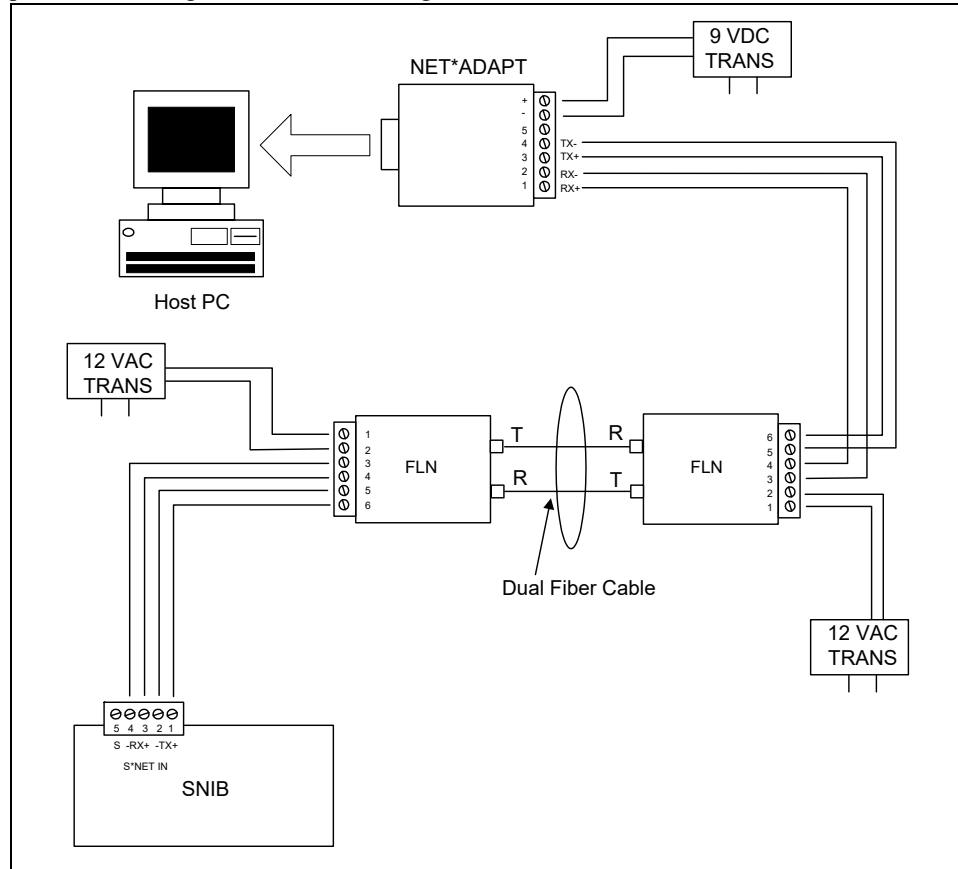 9 VDC
TRANS
NET*ADAPT
+
-
5
4 TX-
3 TX+
2 RX-
1 RX+
Host PC
12 VAC
TRANS
1
2
3
4
5
6
FLN
T R
R T
FLN
6
5
4
3
2
1
Dual Fiber Cable
12 VAC
TRANS
5 4 3 2 1
S -RX+ -TX+
S*NET IN
SNIB